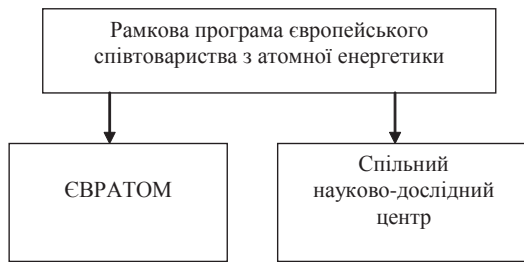 Рамкова програма європейського
співтовариства з атомної енергетики
ЄВРАТОМ
Спільний
науково-дослідний
центр